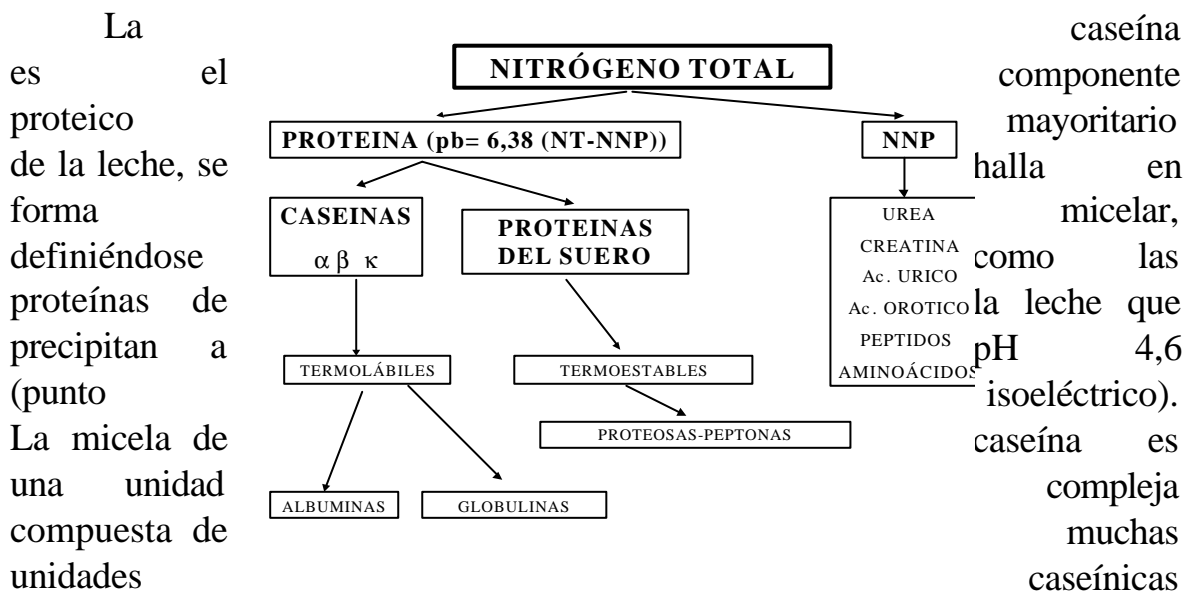 La caseína
es el componente
proteico mayoritario
de la leche, se halla en
forma micelar,
definiéndose como las
proteínas de la leche que
precipitan a pH 4,6
(punto isoeléctrico).
La micela de caseína es
una unidad compleja
compuesta de muchas
unidades caseínicas
NITRÓGENO TOTAL
PROTEINA (pb= 6,38 (NT-NNP))
NNP
CASEINAS
α β κ
PROTEINAS
DEL SUERO
UREA
CREATINA
Ac. URICO
Ac. OROTICO
PEPTIDOS
AMINOÁCIDOS
TERMOLÁBILES
TERMOESTABLES
PROTEOSAS-PEPTONAS
ALBUMINAS
GLOBULINAS